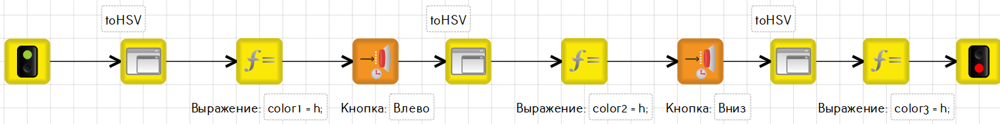 toHSV toHSV toHSV
Выражение: color1 = h; Кнопка: Влево Выражение: color2 = h; Кнопка: Вниз Выражение: color3 = h;